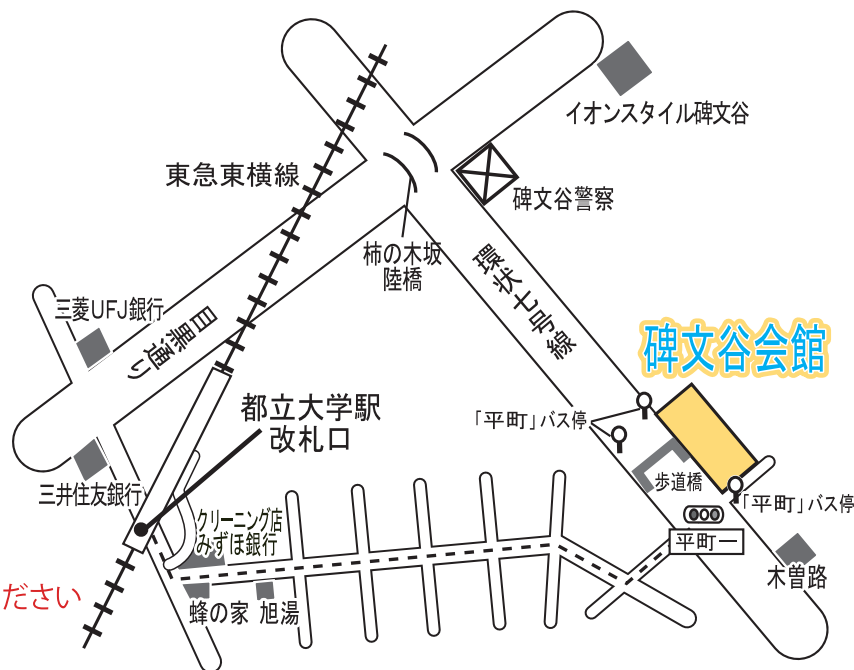 イオンスタイル碑文谷
東急東横線
碑文谷警察
柿の木坂
陸橋
環状七号線
三菱UFJ銀行
目黒通り
碑文谷会館
都立大学駅
改札口
「平町」バス停
歩道橋
三井住友銀行
「平町」バス停
クリーニング店
みずほ銀行
平町一
木曽路
ださい
蜂の家 旭湯